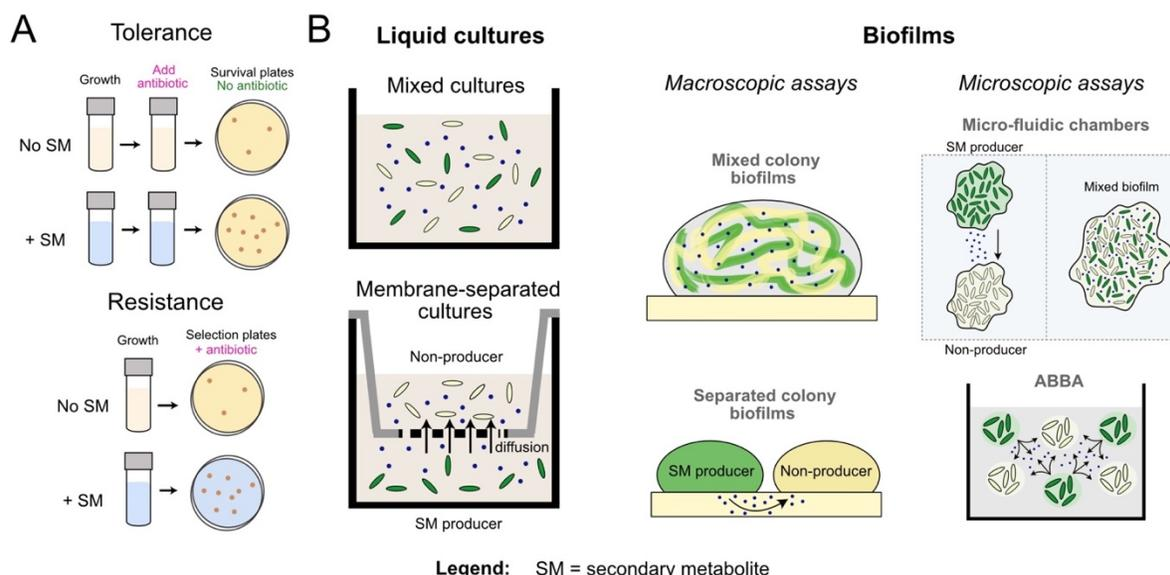 A
Tolerance
Growth
Add
antibiotic
Survival plates
No antibiotic
No SM
+ SM
Resistance
Growth
Selection plates
+ antibiotic
No SM
+ SM
B
Liquid cultures
Mixed cultures
Membrane-separated
cultures
Non-producer
diffusion
SM producer
Biofilms
Macroscopic assays
Mixed colony
biofilms
Separated colony
biofilms
SM producer
Non-producer
Microscopic assays
Micro-fluidic chambers
SM producer
Mixed biofilm
Non-producer
ABBA
Legend: SM = secondary metabolite